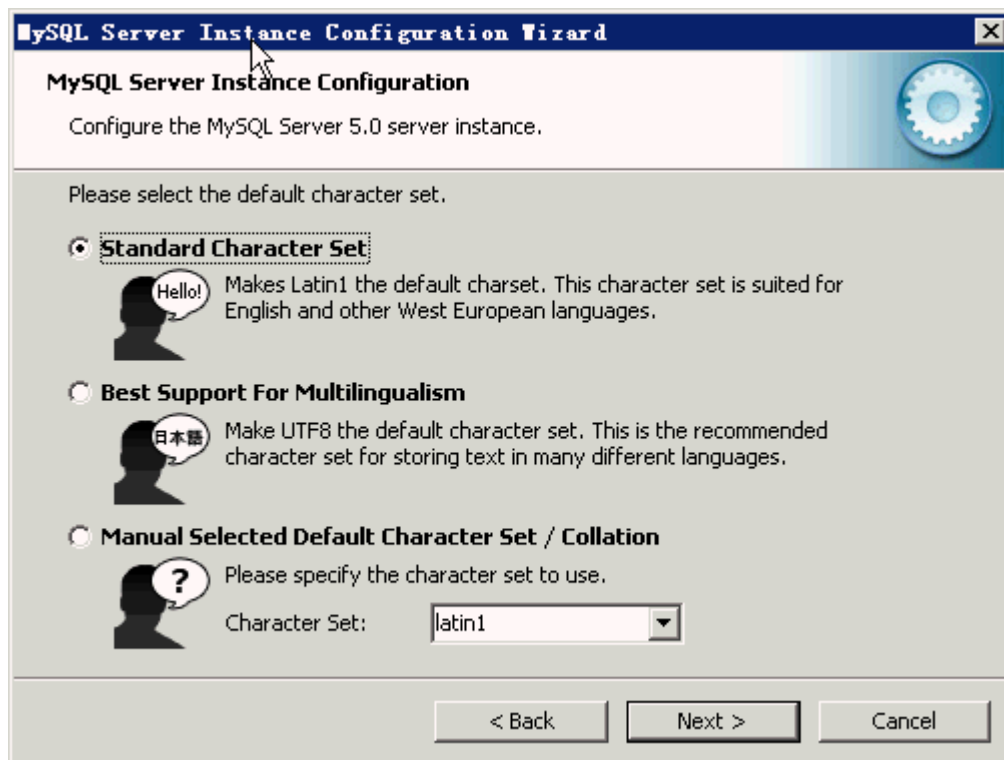 MySQL Server Instance Configuration Wizard
MySQL Server Instance Configuration
Configure the MySQL Server 5.0 server instance.
Please select the default character set.
Standard Character Set
Hello!
Makes Latin1 the default charset. This character set is suited for
English and other West European languages.
Best Support For Multilingualism
日本語
Make UTF8 the default character set. This is the recommended
character set for storing text in many different languages.
Manual Selected Default Character Set / Collation
?
Please specify the character set to use.
Character Set: latin1
< Back Next > Cancel